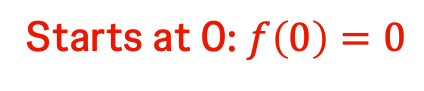 Starts at 0: f(0) = 0